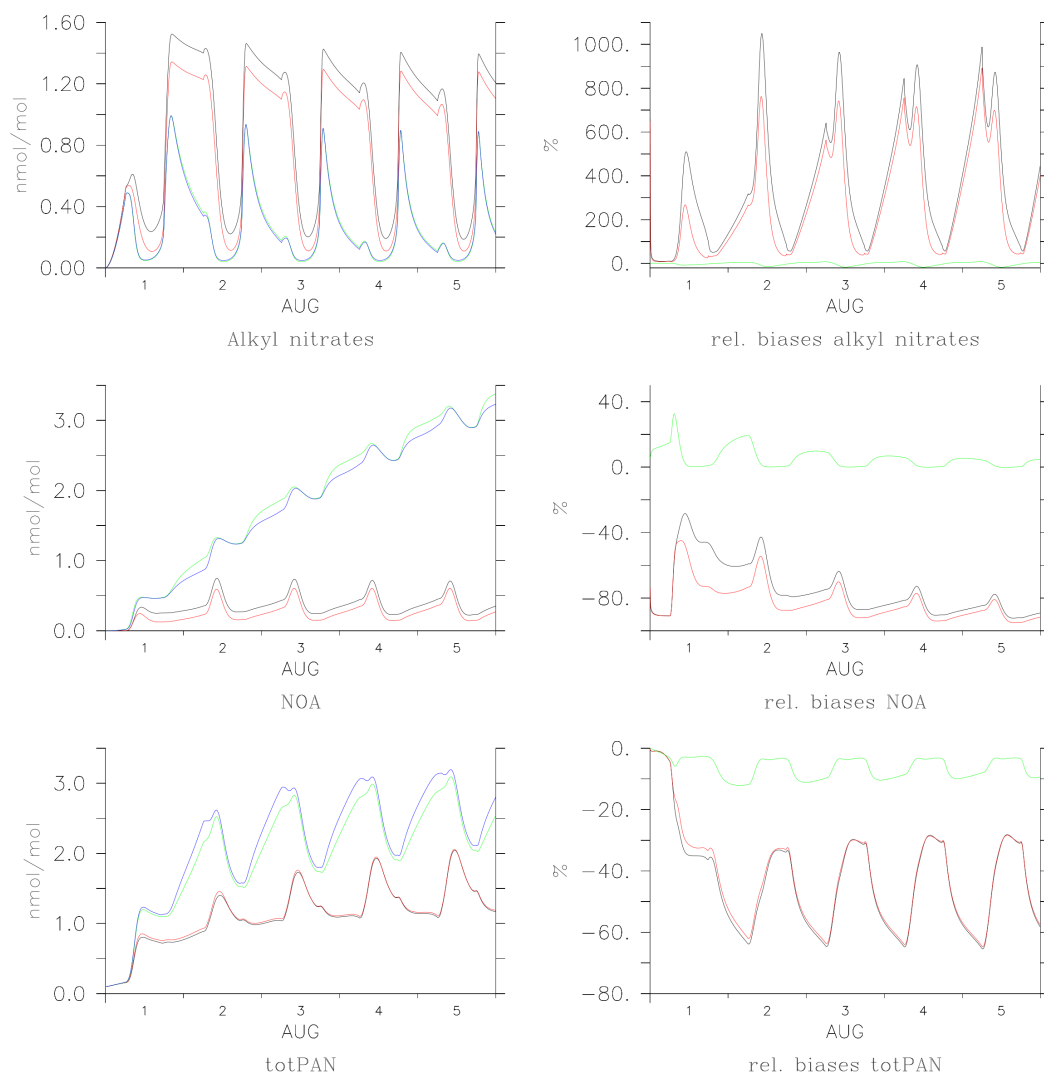 1.60
1.20
0.80
0.40
0.00
nmol/mol
1 2 3 4 5
AUG
Alkyl nitrates
1000.
800.
600.
400.
200.
0.
%
1 2 3 4 5
AUG
rel. biases alkyl nitrates
3.0
2.0
1.0
0.0
nmol/mol
1 2 3 4 5
AUG
NOA
40.
0.
-40.
-80.
%
1 2 3 4 5
AUG
rel. biases NOA
3.0
2.0
1.0
0.0
nmol/mol
1 2 3 4 5
AUG
totPAN
0.
-20.
-40.
-60.
-80.
%
1 2 3 4 5
AUG
rel. biases totPAN